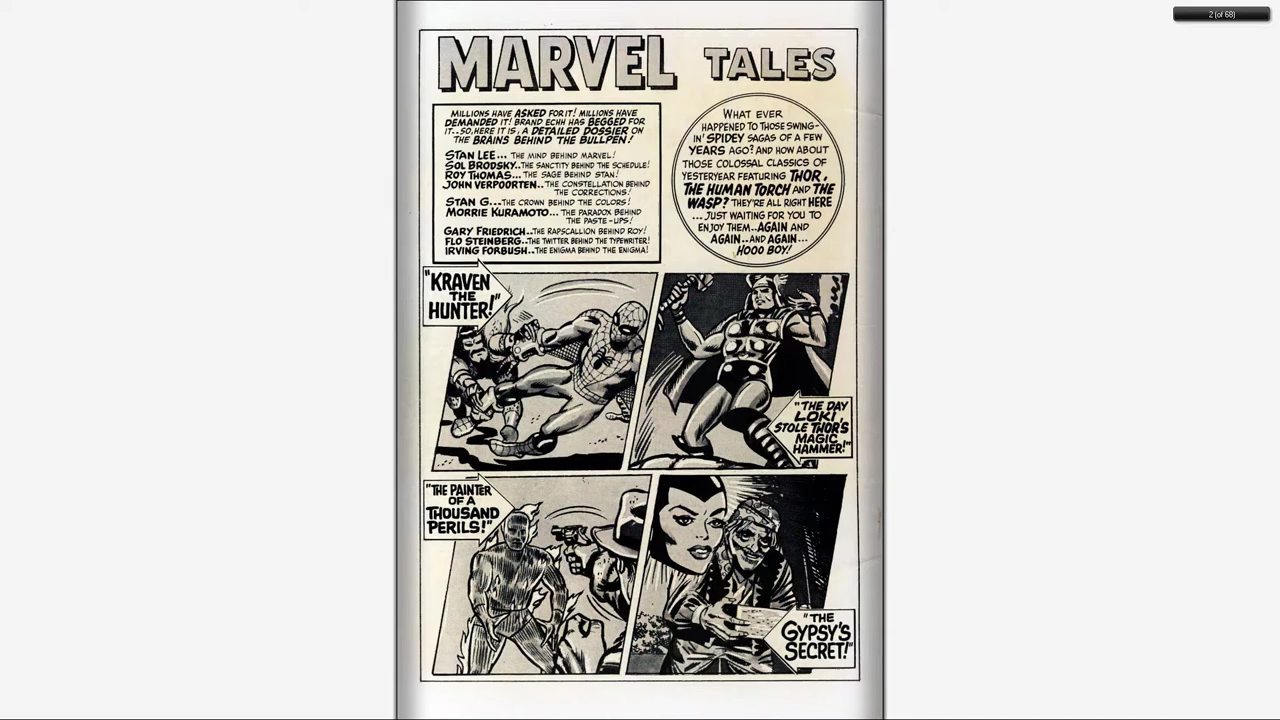 2 (of 68)
MARVEL TALES
MILLIONS HAVE ASKED FOR IT! MILLIONS HAVE
DEMANDED IT! BRAND ECHH HAS BEGGED FOR
IT..SO, HERE IT IS, A DETAILED DOSSIER ON
THE BRAINS BEHIND THE BULLPEN!
STAN LEE... THE MIND BEHIND MARVEL!
SOL BRODSKY..THE SANCTITY BEHIND THE SCHEDULE!
ROY THOMAS... THE SAGE BEHIND STAN!
JOHN VERPOORTEN..THE CONSTELLATION BEHIND
THE CORRECTIONS!
STAN G...THE CROWN BEHIND THE COLORS!
MORRIE KURAMOTO... THE PARADOX BEHIND
THE PASTE-UPS!
GARY FRIEDRICH..THE RAPSCALLION BEHIND ROY!
FLO STEINBERG..THE TWITTER BEHIND THE TYPEWRITER!
IRVING FORBUSH..THE ENIGMA BEHIND THE ENIGMA!
WHAT EVER
HAPPENED TO THOSE SWING-
IN' SPIDEY SAGAS OF A FEW
YEARS AGO? AND HOW ABOUT
THOSE COLOSSAL CLASSICS OF
YESTERYEAR FEATURING THOR,
THE HUMAN TORCH AND THE
WASP? THEY'RE ALL RIGHT HERE
...JUST WAITING FOR YOU TO
ENJOY THEM..AGAIN AND
AGAIN..AND AGAIN...
HOOO BOY!
"KRAVEN
THE
HUNTER!"
"THE DAY
LOKI
STOLE THOR'S
MAGIC
HAMMER!"
"THE PAINTER
OF A
THOUSAND
PERILS!"
"THE
GYPSY'S
SECRET!"